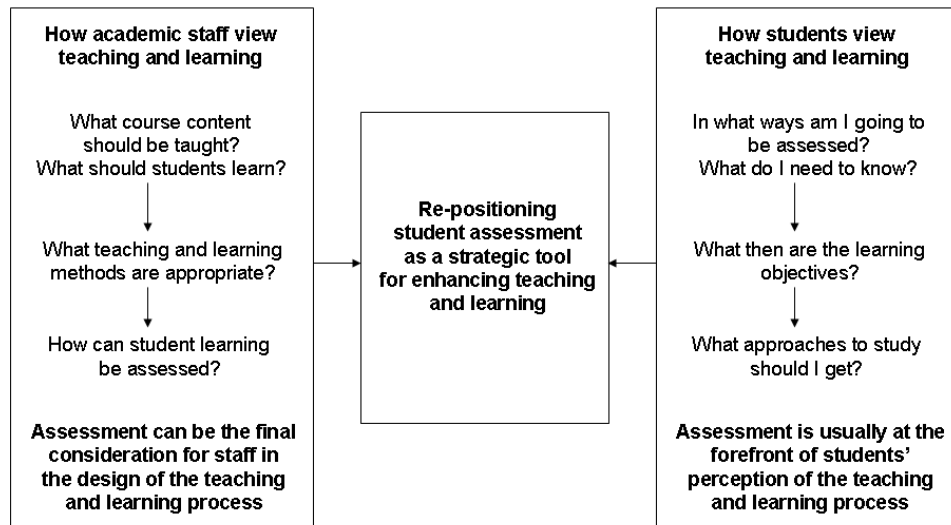 How academic staff view
teaching and learning
What course content
should be taught?
What should students learn?
What teaching and learning
methods are appropriate?
How can student learning
be assessed?
Assessment can be the final
consideration for staff in
the design of the teaching
and learning process
Re-positioning
student assessment
as a strategic tool
for enhancing teaching
and learning
How students view
teaching and learning
In what ways am I going to
be assessed?
What do I need to know?
What then are the learning
objectives?
What approaches to study
should I get?
Assessment is usually at the
forefront of students’
perception of the teaching
and learning process